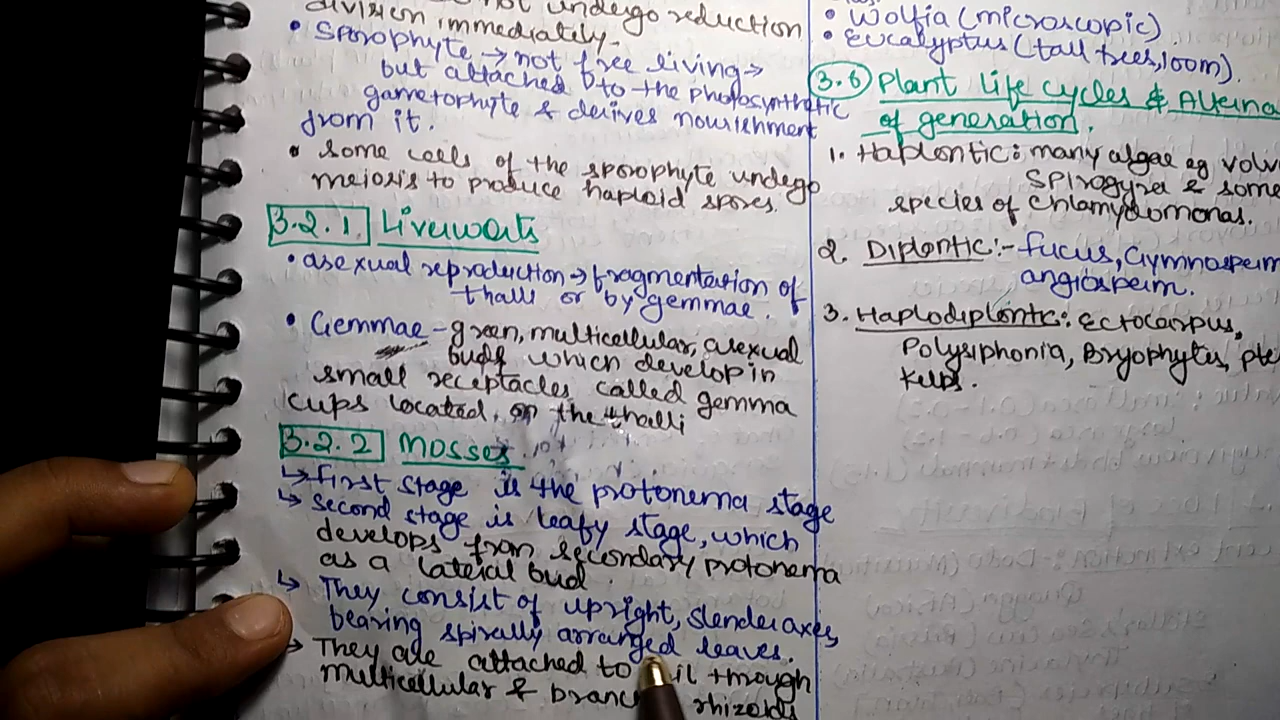 not undergo reduction
division immediately.
• Sporophyte → not free living →
but attached to the photosynthetic
gametophyte & derives nourishment
from it.
• some cells of the sporophyte undego
meiosis to produce haploid spores.
3.2.1. Liverworts
• asexual reproduction → fragmentation of
thalli or by gemmae.
• Gemmae - green, multicellular, asexual
buds which develop in
small receptacles called gemma
cups located on the thalli
3.2.2 Mosses
↳ First stage is the protonema stage
↳ Second stage is leafy stage, which
develops from secondary protonema
as a lateral bud.
↳ They consist of upright, slender axes
bearing spirally arranged leaves.
→ They are attached to soil through
multicellular & branc rhizoids
• Wolfia (microscopic)
• Eucalyptus (tall trees, 100m).
3.6 Plant life cycles & Alterna
of generation.
1. Haplontic: many algae eg volv
Spirogyra & some
species of Chlamydomonas.
2. Diplontic:- Fucus, Gymnosperm
angiosperm.
3. Haplodiplontic: Ectocarpus,
Polysiphonia, Bryophytes, pte
Kelps.